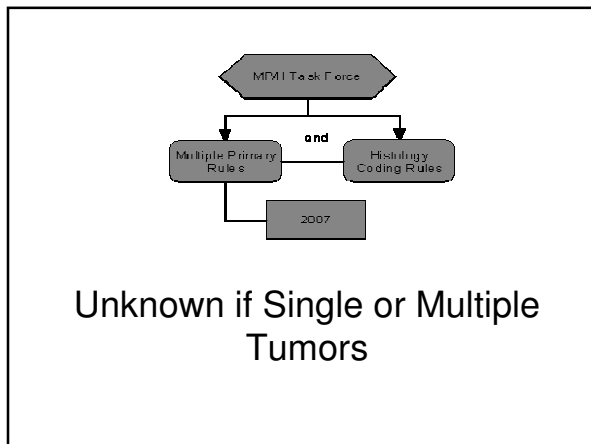 MP/H Task Force
and
Multiple Primary
Rules
Histology
Coding Rules
2007
Unknown if Single or Multiple
Tumors